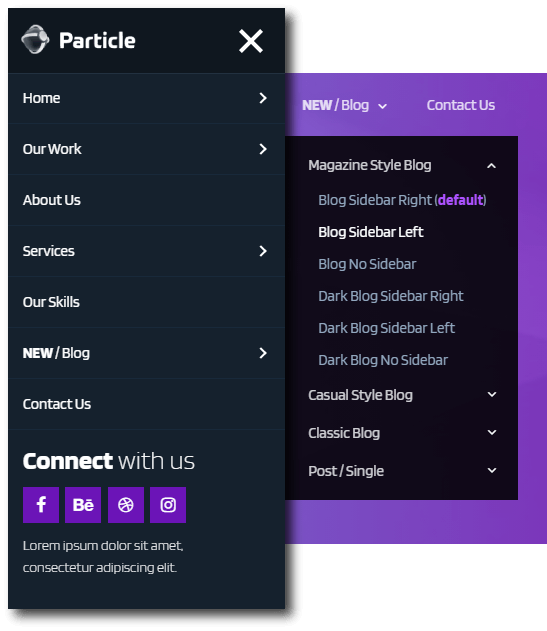 Particle
Home
Our Work
About Us
Services
Our Skills
NEW / Blog
Contact Us
Connect with us
Bē
Lorem ipsum dolor sit amet,
consectetur adipiscing elit.
NEW / Blog
Contact Us
Magazine Style Blog
Blog Sidebar Right (default)
Blog Sidebar Left
Blog No Sidebar
Dark Blog Sidebar Right
Dark Blog Sidebar Left
Dark Blog No Sidebar
Casual Style Blog
Classic Blog
Post / Single